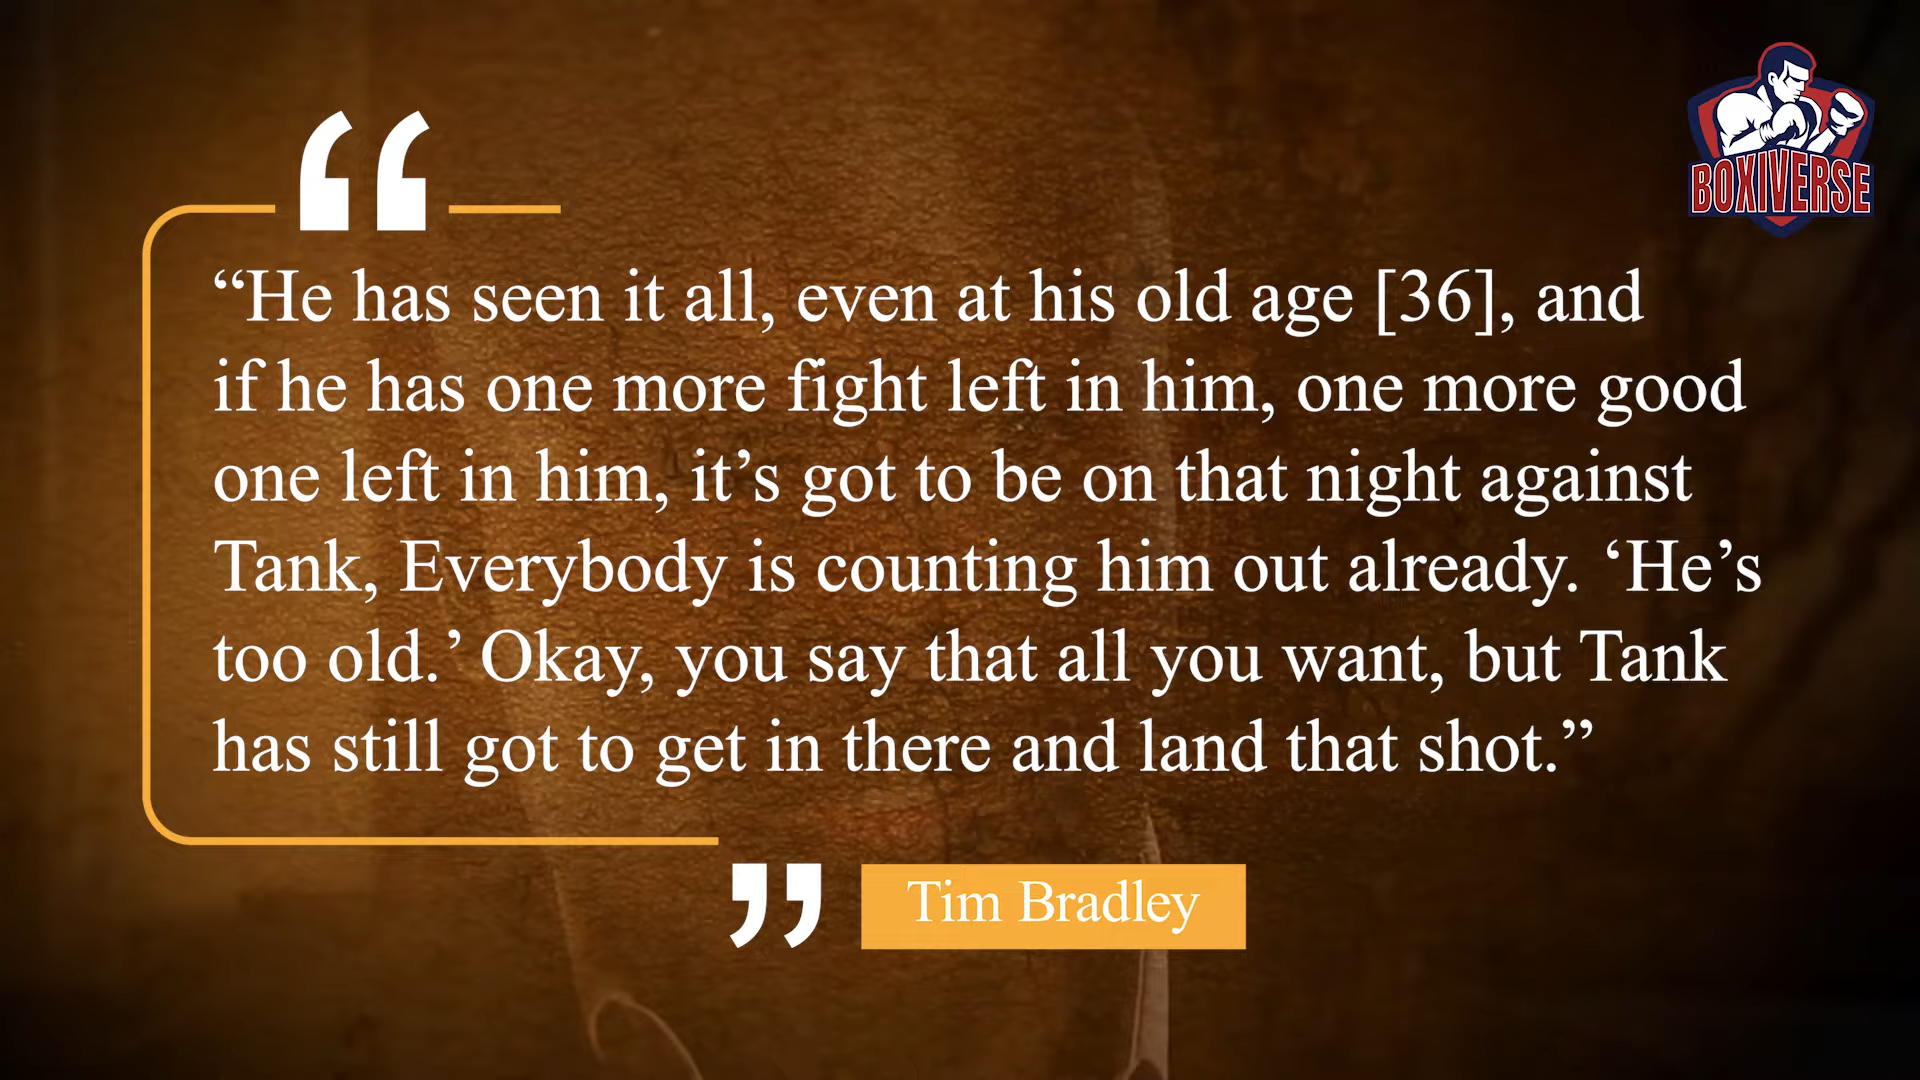 BOXIVERSE
“He has seen it all, even at his old age [36], and
if he has one more fight left in him, one more good
one left in him, it’s got to be on that night against
Tank, Everybody is counting him out already. ‘He’s
too old.’ Okay, you say that all you want, but Tank
has still got to get in there and land that shot.”
Tim Bradley